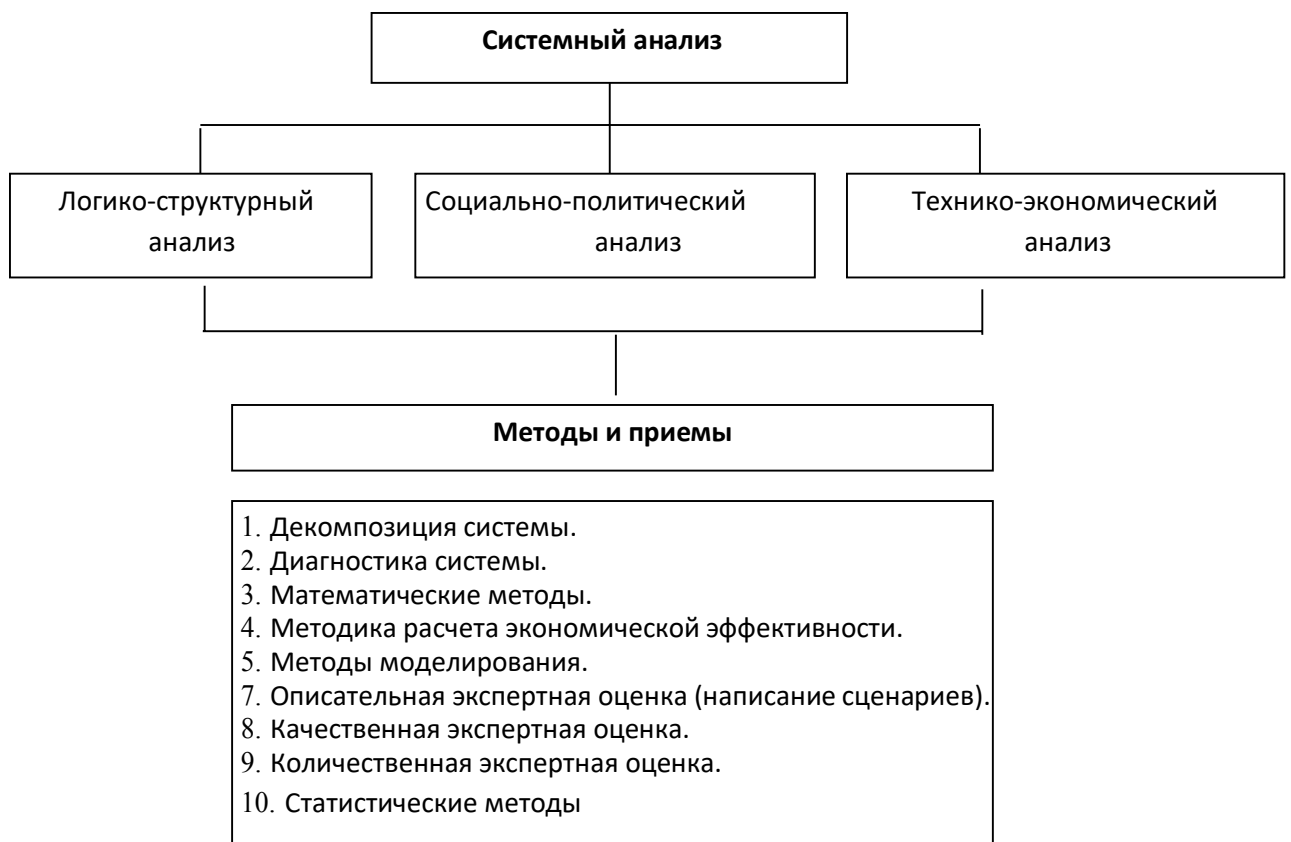 Системный анализ
Логико-структурный
анализ
Социально-политический
анализ
Технико-экономический
анализ
Методы и приемы
1. Декомпозиция системы.
2. Диагностика системы.
3. Математические методы.
4. Методика расчета экономической эффективности.
5. Методы моделирования.
7. Описательная экспертная оценка (написание сценариев).
8. Качественная экспертная оценка.
9. Количественная экспертная оценка.
10. Статистические методы